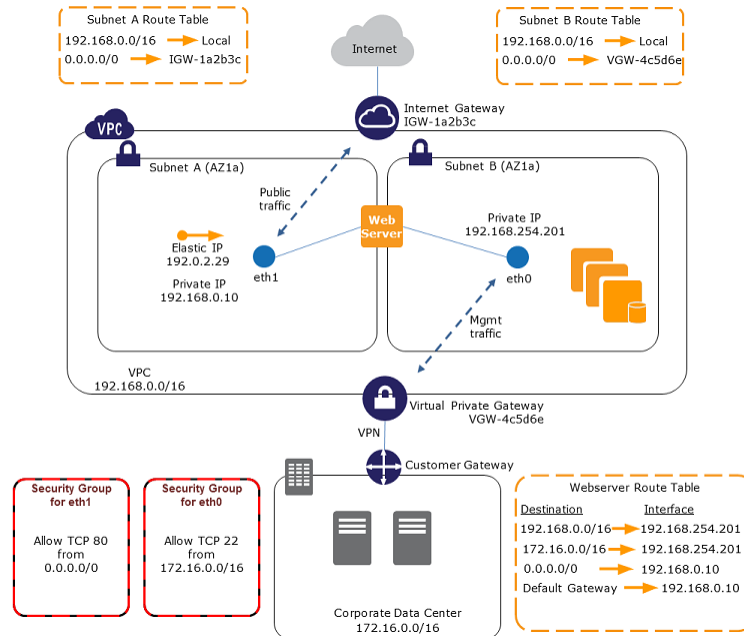 Subnet A Route Table
192.168.0.0/16 Local
0.0.0.0/0 IGW-1a2b3c
Internet
Subnet B Route Table
192.168.0.0/16 Local
0.0.0.0/0 VGW-4c5d6e
Internet Gateway
IGW-1a2b3c
VPC
Subnet A (AZ1a)
Subnet B (AZ1a)
Public
traffic
Web
Server
Elastic IP
192.0.2.29
eth1
Private IP
192.168.0.10
Private IP
192.168.254.201
eth0
Mgmt
traffic
VPC
192.168.0.0/16
Virtual Private Gateway
VGW-4c5d6e
VPN
Customer Gateway
Security Group
for eth1
Allow TCP 80
from
0.0.0.0/0
Security Group
for eth0
Allow TCP 22
from
172.16.0.0/16
Corporate Data Center
172.16.0.0/16
Webserver Route Table
Destination Interface
192.168.0.0/16 192.168.254.201
172.16.0.0/16 192.168.254.201
0.0.0.0/0 192.168.0.10
Default Gateway 192.168.0.10